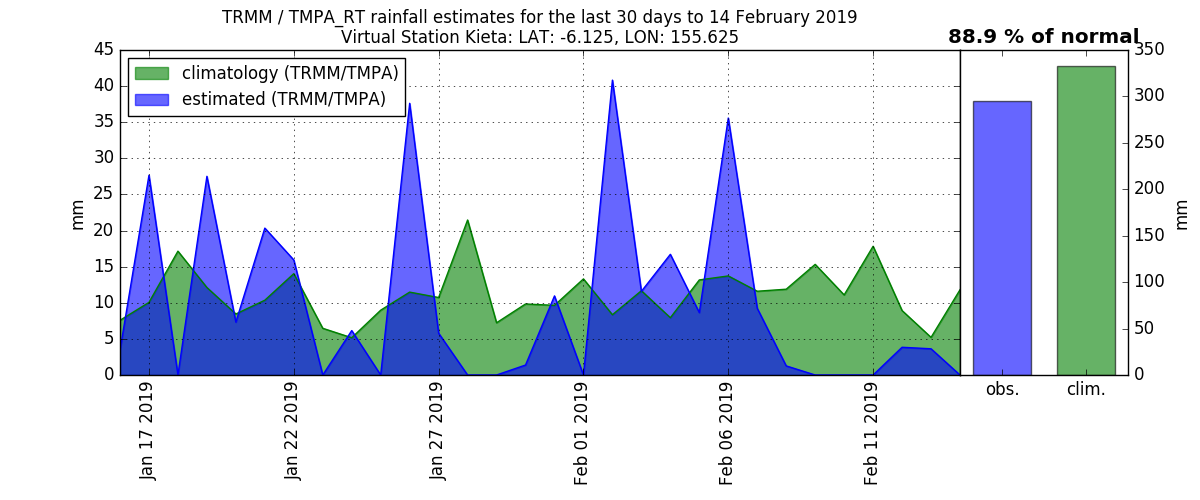 TRMM / TMPA_RT rainfall estimates for the last 30 days to 14 February 2019
Virtual Station Kieta: LAT: -6.125, LON: 155.625
88.9 % of normal
climatology (TRMM/TMPA)
estimated (TRMM/TMPA)
45
40
35
30
25
20
15
10
5
0
mm
Jan 17 2019
Jan 22 2019
Jan 27 2019
Feb 01 2019
Feb 06 2019
Feb 11 2019
350
300
250
200
150
100
50
0
mm
obs.
clim.